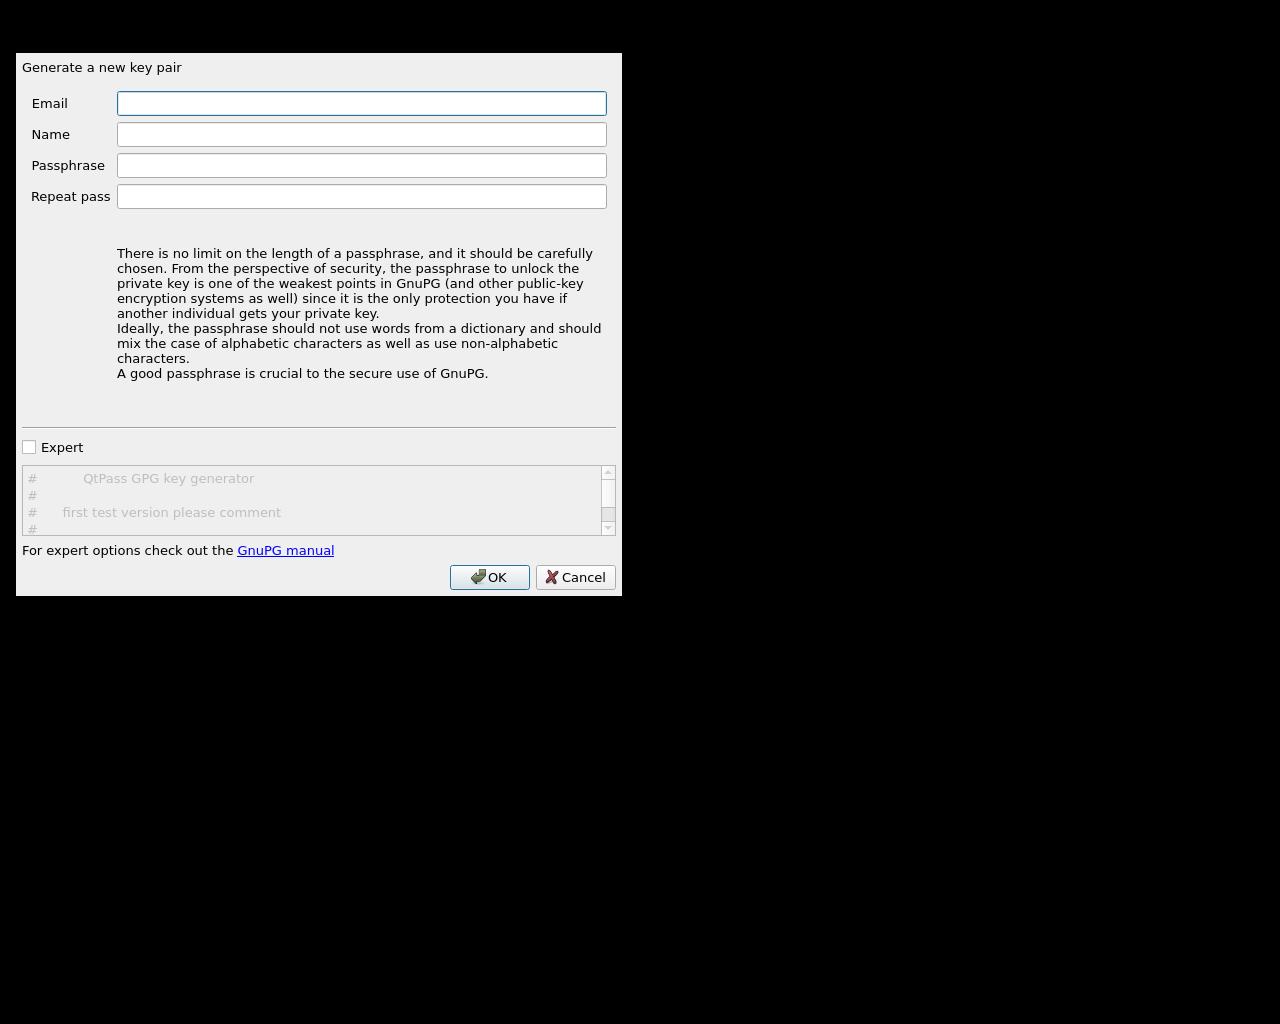 Generate a new key pair
Email
Name
Passphrase
Repeat pass
There is no limit on the length of a passphrase, and it should be carefully
chosen. From the perspective of security, the passphrase to unlock the
private key is one of the weakest points in GnuPG (and other public-key
encryption systems as well) since it is the only protection you have if
another individual gets your private key.
Ideally, the passphrase should not use words from a dictionary and should
mix the case of alphabetic characters as well as use non-alphabetic
characters.
A good passphrase is crucial to the secure use of GnuPG.
Expert
# QtPass GPG key generator
#
# first test version please comment
#
For expert options check out the GnuPG manual
OK Cancel